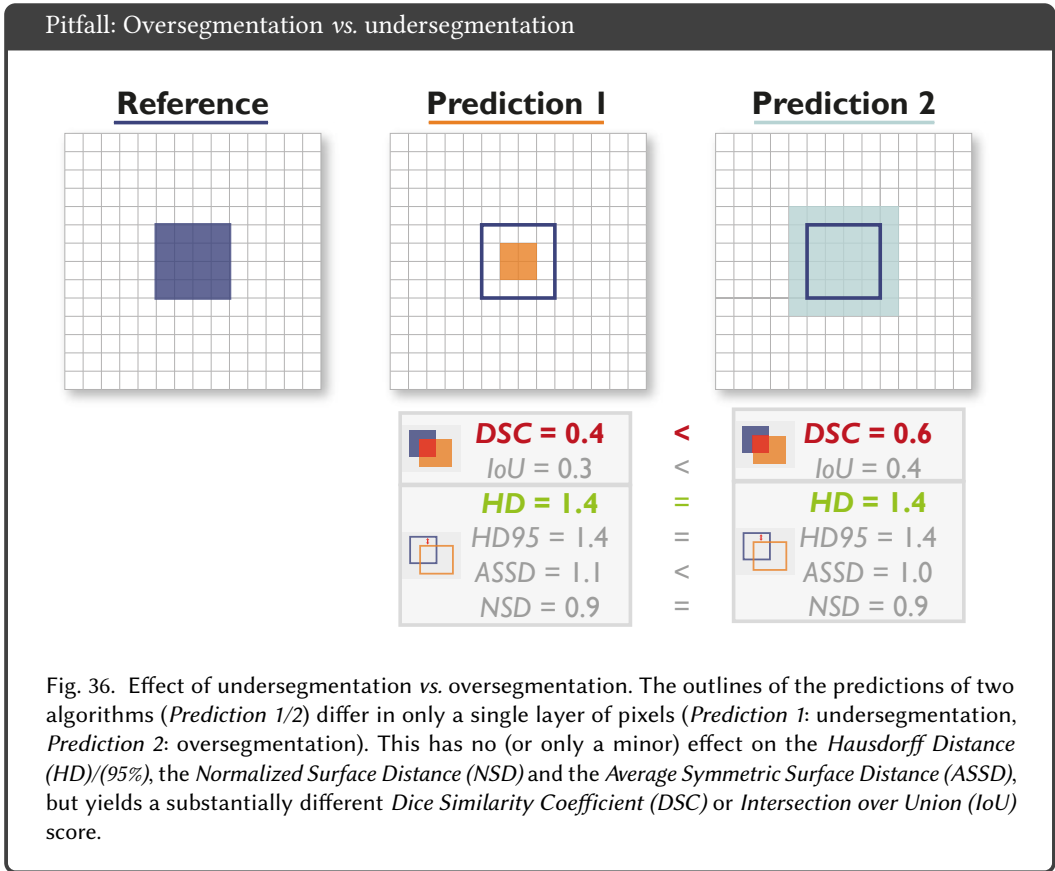 Pitfall: Oversegmentation vs. undersegmentation
Reference Prediction 1 Prediction 2
DSC = 0.4 < DSC = 0.6
IoU = 0.3 < IoU = 0.4
HD = 1.4 = HD = 1.4
HD95 = 1.4 = HD95 = 1.4
ASSD = 1.1 < ASSD = 1.0
NSD = 0.9 = NSD = 0.9
Fig. 36. Effect of undersegmentation vs. oversegmentation. The outlines of the predictions of two
algorithms (Prediction 1/2) differ in only a single layer of pixels (Prediction 1: undersegmentation,
Prediction 2: oversegmentation). This has no (or only a minor) effect on the Hausdorff Distance
(HD)/(95%), the Normalized Surface Distance (NSD) and the Average Symmetric Surface Distance (ASSD),
but yields a substantially different Dice Similarity Coefficient (DSC) or Intersection over Union (IoU)
score.